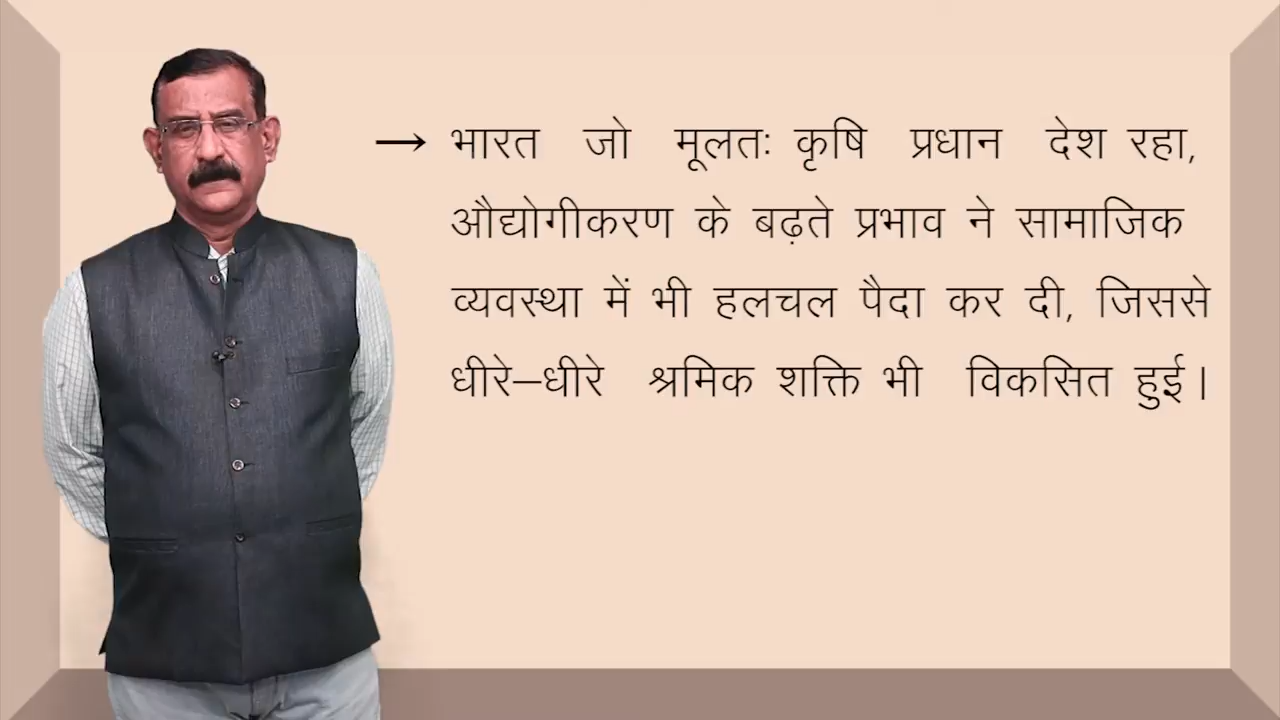 → भारत जो मूलतः कृषि प्रधान देश रहा,
औद्योगीकरण के बढ़ते प्रभाव ने सामाजिक
व्यवस्था में भी हलचल पैदा कर दी, जिससे
धीरे–धीरे श्रमिक शक्ति भी विकसित हुई।